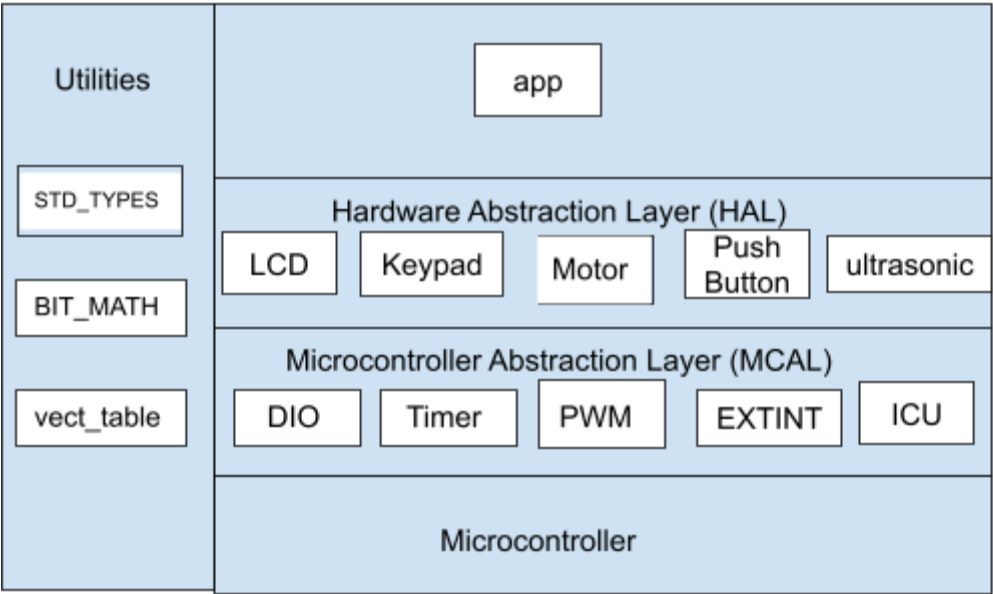 Utilities
STD_TYPES
BIT_MATH
vect_table
app
Hardware Abstraction Layer (HAL)
LCD
Keypad
Motor
Push
Button
ultrasonic
Microcontroller Abstraction Layer (MCAL)
DIO
Timer
PWM
EXTINT
ICU
Microcontroller